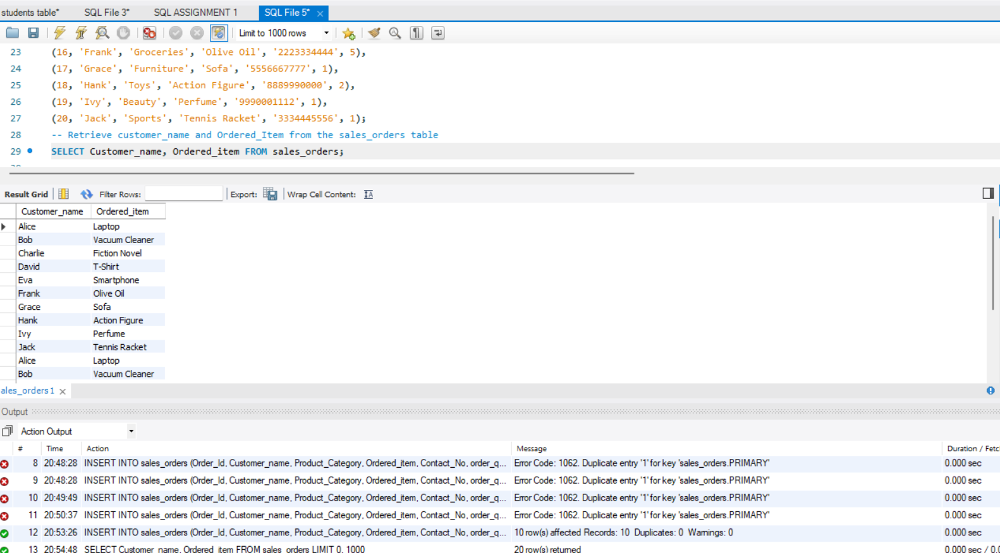 students table* SQL File 3* SQL ASSIGNMENT 1 SQL File 5* ×
Limit to 1000 rows
23 (16, 'Frank', 'Groceries', 'Olive Oil', '2223334444', 5),
24 (17, 'Grace', 'Furniture', 'Sofa', '5556667777', 1),
25 (18, 'Hank', 'Toys', 'Action Figure', '8889990000', 2),
26 (19, 'Ivy', 'Beauty', 'Perfume', '9990001112', 1),
27 (20, 'Jack', 'Sports', 'Tennis Racket', '3334445556', 1);
28 -- Retrieve customer_name and Ordered_Item from the sales_orders table
29 SELECT Customer_name, Ordered_item FROM sales_orders;
Result Grid Filter Rows: Export: Wrap Cell Content: IA
Customer_name Ordered_item
Alice Laptop
Bob Vacuum Cleaner
Charlie Fiction Novel
David T-Shirt
Eva Smartphone
Frank Olive Oil
Grace Sofa
Hank Action Figure
Ivy Perfume
Jack Tennis Racket
Alice Laptop
Bob Vacuum Cleaner
ales_orders1 ×
Output
Action Output
# Time Action Message Duration / Fetc
8 20:48:28 INSERT INTO sales_orders (Order_Id, Customer_name, Product_Category, Ordered_item, Contact_No, order_q... Error Code: 1062. Duplicate entry '1' for key 'sales_orders.PRIMARY' 0.000 sec
9 20:48:28 INSERT INTO sales_orders (Order_Id, Customer_name, Product_Category, Ordered_item, Contact_No, order_q... Error Code: 1062. Duplicate entry '1' for key 'sales_orders.PRIMARY' 0.000 sec
10 20:49:49 INSERT INTO sales_orders (Order_Id, Customer_name, Product_Category, Ordered_item, Contact_No, order_q... Error Code: 1062. Duplicate entry '1' for key 'sales_orders.PRIMARY' 0.000 sec
11 20:50:37 INSERT INTO sales_orders (Order_Id, Customer_name, Product_Category, Ordered_item, Contact_No, order_q... Error Code: 1062. Duplicate entry '1' for key 'sales_orders.PRIMARY' 0.000 sec
12 20:53:26 INSERT INTO sales_orders (Order_Id, Customer_name, Product_Category, Ordered_item, Contact_No, order_q... 10 row(s) affected Records: 10 Duplicates: 0 Warnings: 0 0.000 sec
13 20:54:48 SELECT Customer_name, Ordered_item FROM sales_orders LIMIT 0, 1000 20 row(s) returned 0.000 sec / 0.0